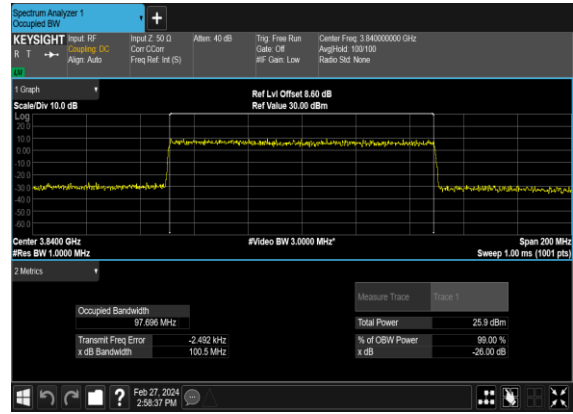 Spectrum Analyzer 1
Occupied BW
+
KEYSIGHT Input: RF Input Z: 50 Ω Atten: 40 dB Trig: Free Run Center Freq: 3.840000000 GHz
R T Coupling: DC Corr CCorr Gate: Off Avg|Hold: 100/100
Align: Auto Freq Ref: Int (S) #IF Gain: Low Radio Std: None
1 Graph Ref Lvl Offset 8.60 dB
Scale/Div 10.0 dB Ref Value 30.00 dBm
Log
20.0
10.0
0.00
-10.0
-20.0
-30.0
-40.0
-50.0
-60.0
Center 3.8400 GHz #Video BW 3.0000 MHz* Span 200 MHz
#Res BW 1.0000 MHz Sweep 1.00 ms (1001 pts)
2 Metrics
Measure Trace Trace 1
Occupied Bandwidth
97.696 MHz Total Power 25.9 dBm
Transmit Freq Error -2.492 kHz % of OBW Power 99.00 %
x dB Bandwidth 100.5 MHz x dB -26.00 dB
? Feb 27, 2024
2:58:37 PM